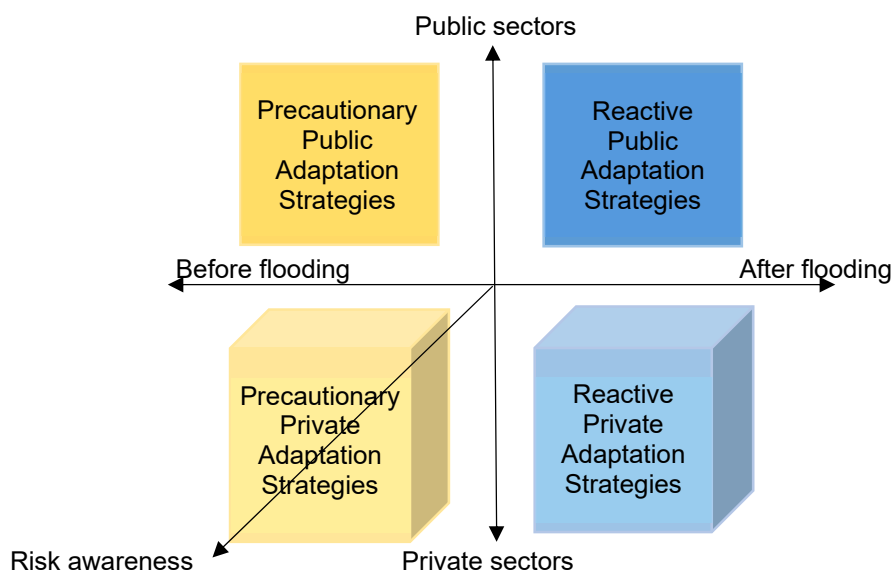 Public sectors
Precautionary
Public
Adaptation
Strategies
Reactive
Public
Adaptation
Strategies
Before flooding
After flooding
Precautionary
Private
Adaptation
Strategies
Reactive
Private
Adaptation
Strategies
Risk awareness
Private sectors